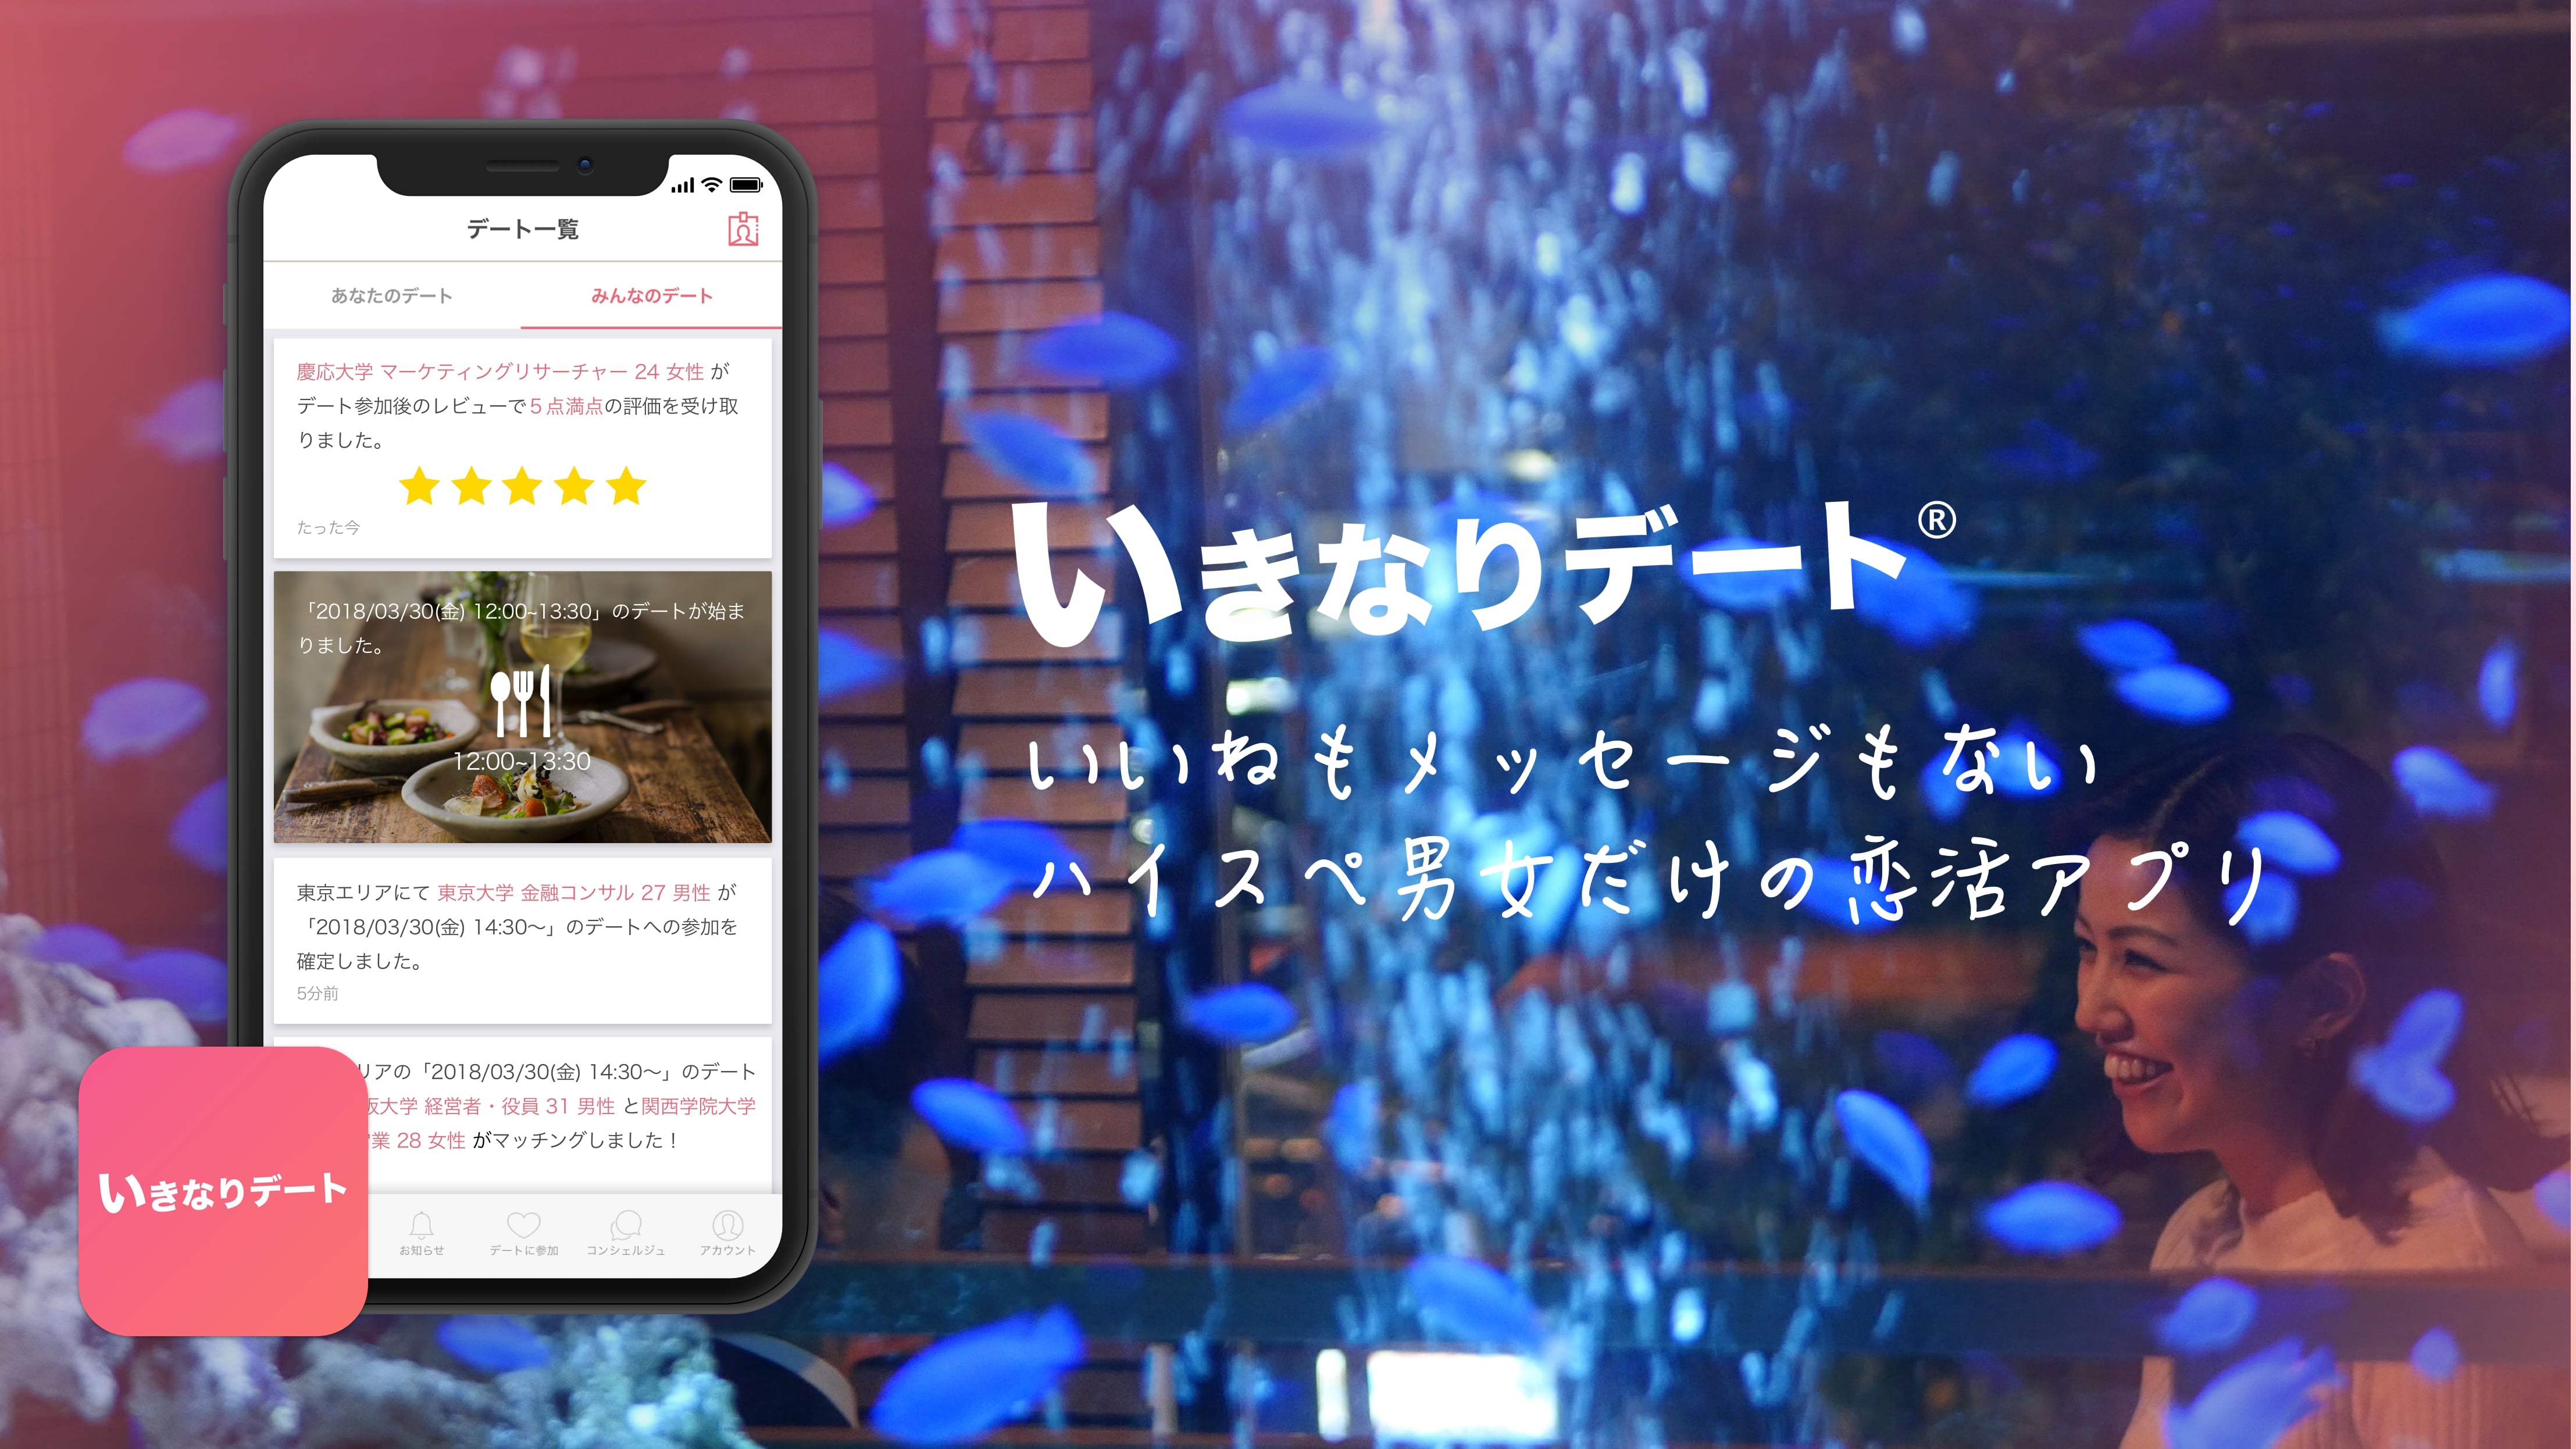 デート一覧
あなたのデート
みんなのデート
慶応大学 マーケティングリサーチャー 24 女性 が
デート参加後のレビューで５点満点の評価を受け取
りました。
たった今
「2018/03/30(金) 12:00~13:30」のデートが始ま
りました。
12:00~13:30
東京エリアにて 東京大学 金融コンサル 27 男性 が
「2018/03/30(金) 14:30〜」のデートへの参加を
確定しました。
5分前
リアの「2018/03/30(金) 14:30〜」のデート
大学 経営者・役員 31 男性 と関西学院大学
業 28 女性 がマッチングしました！
お知らせ
デートに参加
コンシェルジュ
アカウント
いきなりデート
いきなりデート®
いいねもメッセージもない
ハイスペ男女だけの恋活アプリ